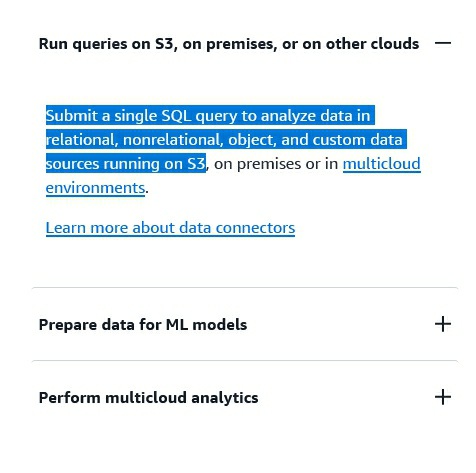 Run queries on S3, on premises, or on other clouds
Submit a single SQL query to analyze data in
relational, nonrelational, object, and custom data
sources running on S3, on premises or in multicloud
environments.
Learn more about data connectors
Prepare data for ML models
Perform multicloud analytics